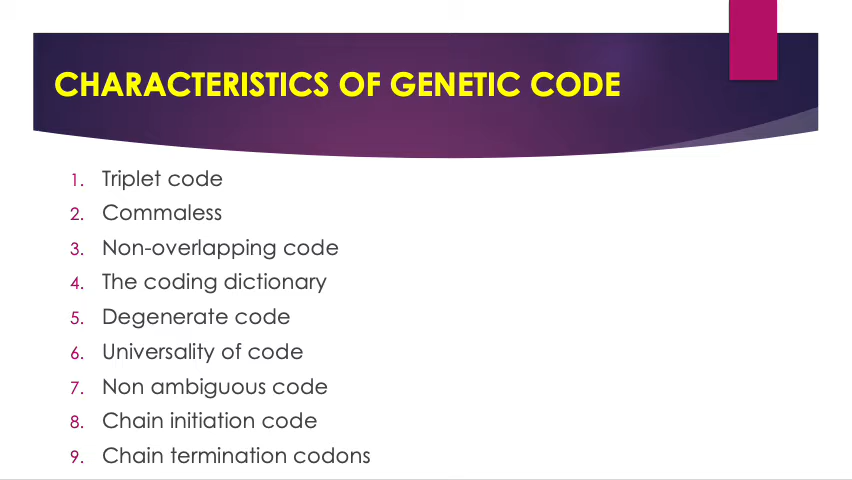 CHARACTERISTICS OF GENETIC CODE
1. Triplet code
2. Commaless
3. Non-overlapping code
4. The coding dictionary
5. Degenerate code
6. Universality of code
7. Non ambiguous code
8. Chain initiation code
9. Chain termination codons